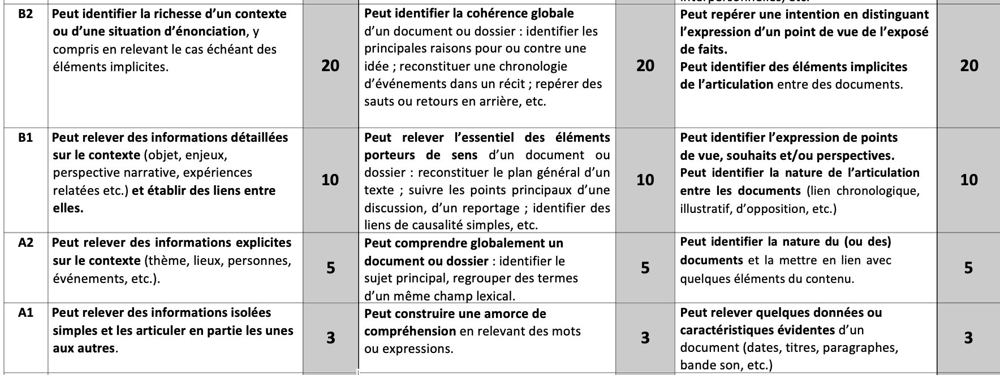 interpersonnelles, etc.
B2
Peut identifier la richesse d’un contexte
ou d’une situation d’énonciation, y
compris en relevant le cas échéant des
éléments implicites.
20
Peut identifier la cohérence globale
d’un document ou dossier : identifier les
principales raisons pour ou contre une
idée ; reconstituer une chronologie
d’événements dans un récit ; repérer des
sauts ou retours en arrière, etc.
20
Peut repérer une intention en distinguant
l’expression d’un point de vue de l’exposé
de faits.
Peut identifier des éléments implicites
de l’articulation entre des documents.
20
B1
Peut relever des informations détaillées
sur le contexte (objet, enjeux,
perspective narrative, expériences
relatées etc.) et établir des liens entre
elles.
10
Peut relever l’essentiel des éléments
porteurs de sens d’un document ou
dossier : reconstituer le plan général d’un
texte ; suivre les points principaux d’une
discussion, d’un reportage ; identifier des
liens de causalité simples, etc.
10
Peut identifier l’expression de points
de vue, souhaits et/ou perspectives.
Peut identifier la nature de l’articulation
entre les documents (lien chronologique,
illustratif, d’opposition, etc.)
10
A2
Peut relever des informations explicites
sur le contexte (thème, lieux, personnes,
événements, etc.).
5
Peut comprendre globalement un
document ou dossier : identifier le
sujet principal, regrouper des termes
d’un même champ lexical.
5
Peut identifier la nature du (ou des)
documents et la mettre en lien avec
quelques éléments du contenu.
5
A1
Peut relever des informations isolées
simples et les articuler en partie les unes
aux autres.
3
Peut construire une amorce de
compréhension en relevant des mots
ou expressions.
3
Peut relever quelques données ou
caractéristiques évidentes d’un
document (dates, titres, paragraphes,
bande son, etc.)
3